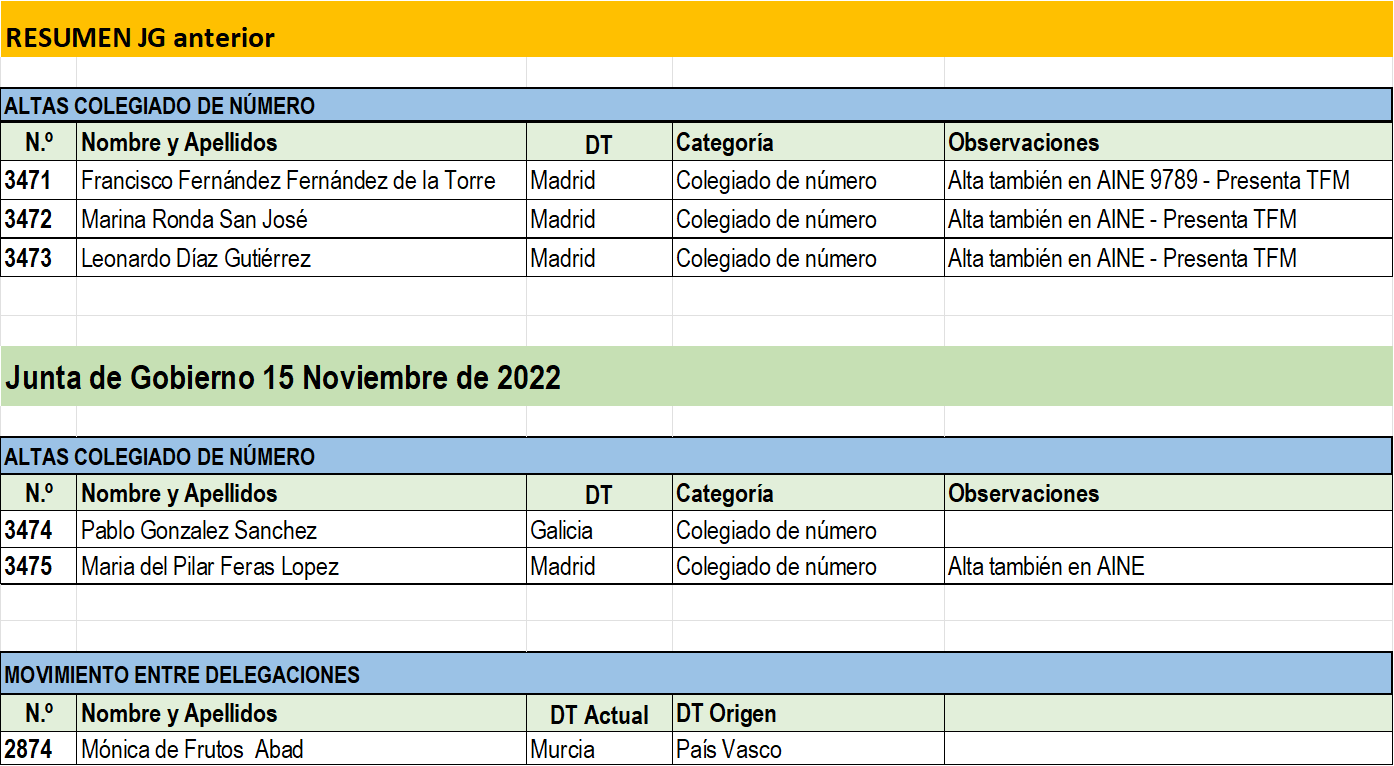 RESUMEN JG anterior
ALTAS COLEGIADO DE NÚMERO
N.º Nombre y Apellidos DT Categoría Observaciones
3471 Francisco Fernández Fernández de la Torre Madrid Colegiado de número Alta también en AINE 9789 - Presenta TFM
3472 Marina Ronda San José Madrid Colegiado de número Alta también en AINE - Presenta TFM
3473 Leonardo Díaz Gutiérrez Madrid Colegiado de número Alta también en AINE - Presenta TFM
Junta de Gobierno 15 Noviembre de 2022
ALTAS COLEGIADO DE NÚMERO
N.º Nombre y Apellidos DT Categoría Observaciones
3474 Pablo Gonzalez Sanchez Galicia Colegiado de número
3475 Maria del Pilar Feras Lopez Madrid Colegiado de número Alta también en AINE
MOVIMIENTO ENTRE DELEGACIONES
N.º Nombre y Apellidos DT Actual DT Origen
2874 Mónica de Frutos  Abad Murcia País Vasco